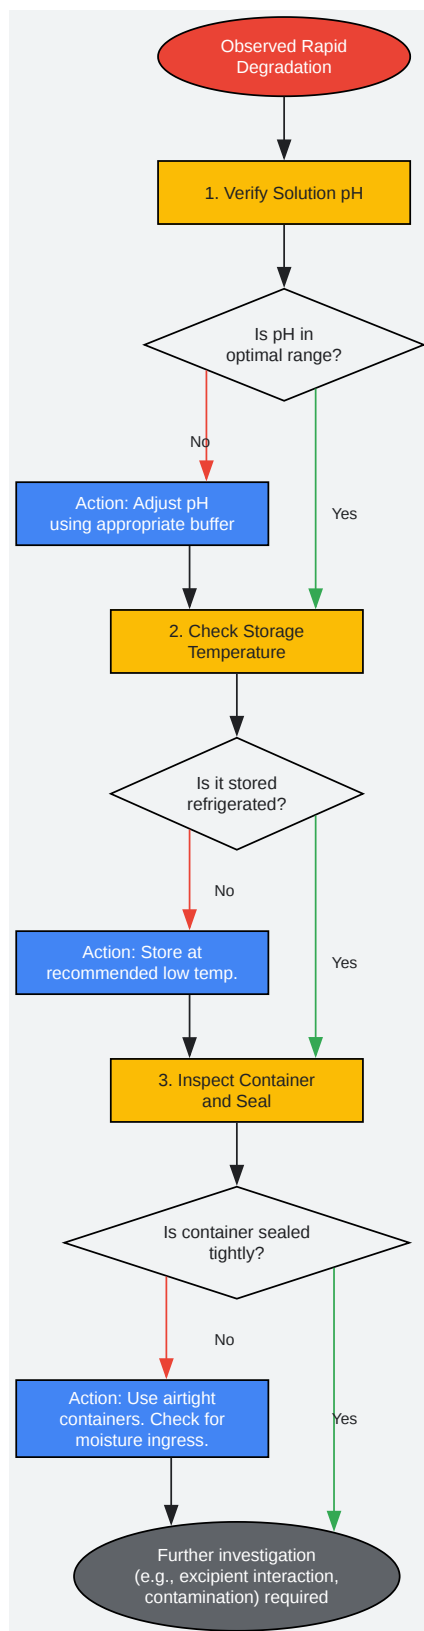 Observed Rapid
Degradation
1. Verify Solution pH
Is pH in
optimal range?
No
Action: Adjust pH
using appropriate buffer
Yes
2. Check Storage
Temperature
Is it stored
refrigerated?
No
Action: Store at
recommended low temp.
Yes
3. Inspect Container
and Seal
Is container sealed
tightly?
No
Action: Use airtight
containers. Check for
moisture ingress.
Yes
Further investigation
(e.g., excipient interaction,
contamination) required